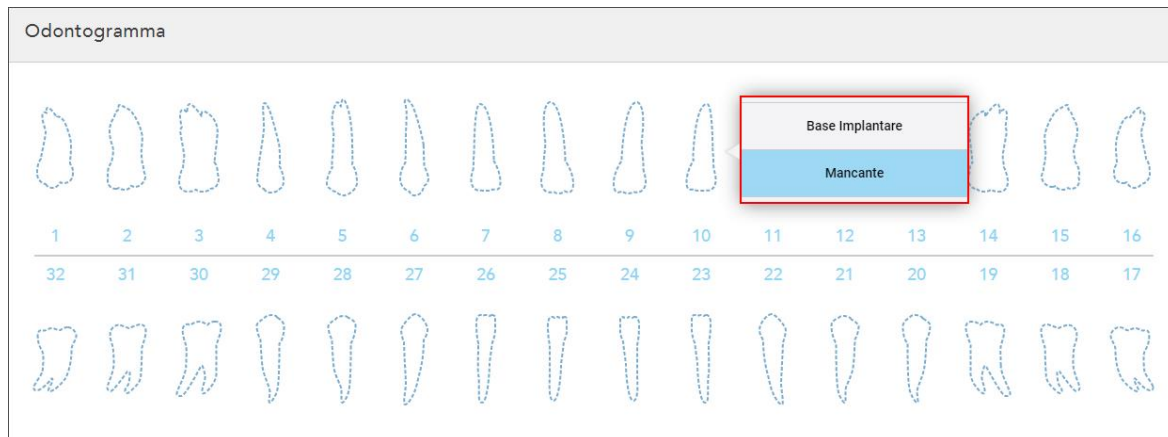 Odontogramma
Base Implantare
Mancante
1 2 3 4 5 6 7 8 9 10 11 12 13 14 15 16
32 31 30 29 28 27 26 25 24 23 22 21 20 19 18 17